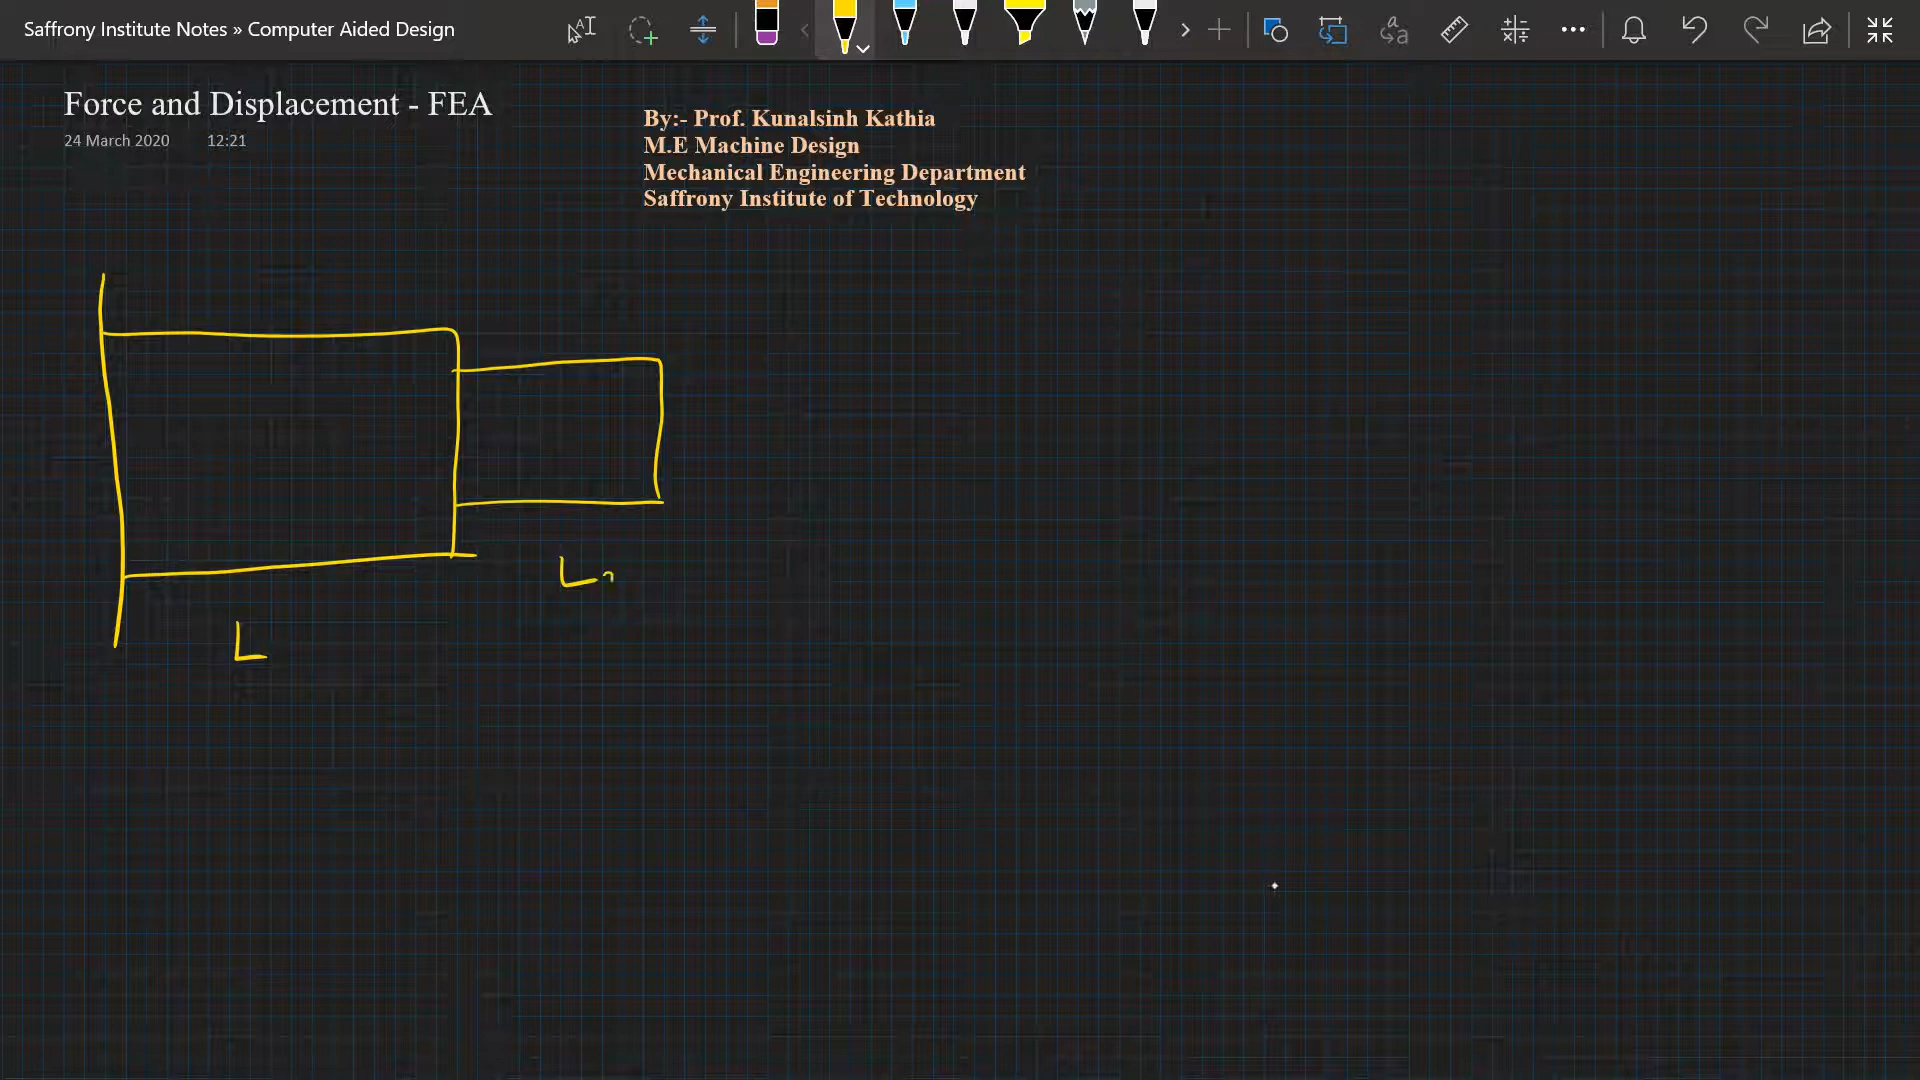 Saffrony Institute Notes » Computer Aided Design
Force and Displacement - FEA
24 March 2020 12:21
By:- Prof. Kunalsinh Kathia
M.E Machine Design
Mechanical Engineering Department
Saffrony Institute of Technology
L
L